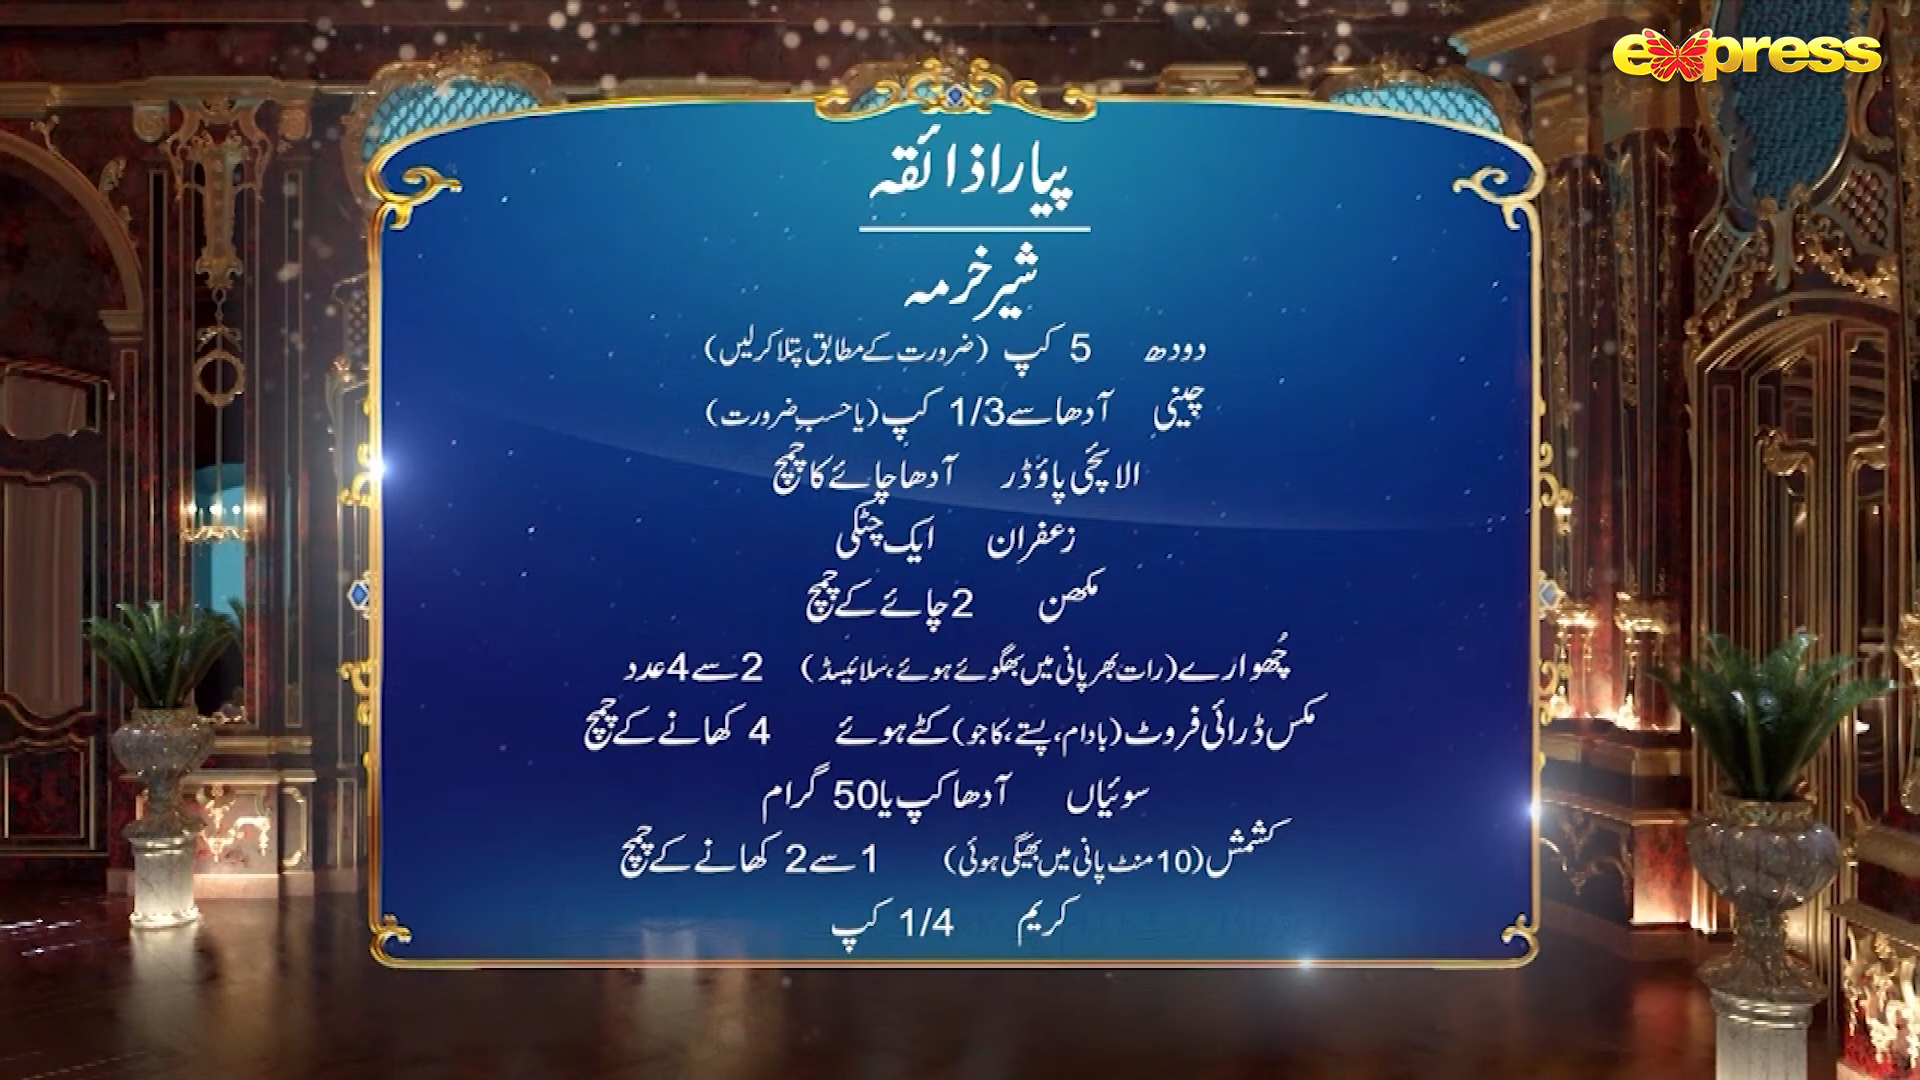 express
پیارا ذائقہ
شیر خرمہ
دودھ 5 کپ (ضرورت کے مطابق پتلا کرلیں)
چینی آدھا سے 1/3 کپ (یا حسبِ ضرورت)
الائچی پاؤڈر آدھا چائے کا چمچ
زعفران ایک چٹکی
مکھن 2 چائے کے چمچ
چُھوارے (رات بھر پانی میں بھگوئے ہوئے، سلائیسڈ) 2 سے 4 عدد
مکس ڈرائی فروٹ (بادام، پستے، کاجو) کٹے ہوئے 4 کھانے کے چمچ
سوئیاں آدھا کپ یا 50 گرام
کشمش (10 منٹ پانی میں بھیگی ہوئی) 1 سے 2 کھانے کے چمچ
کریم 1/4 کپ